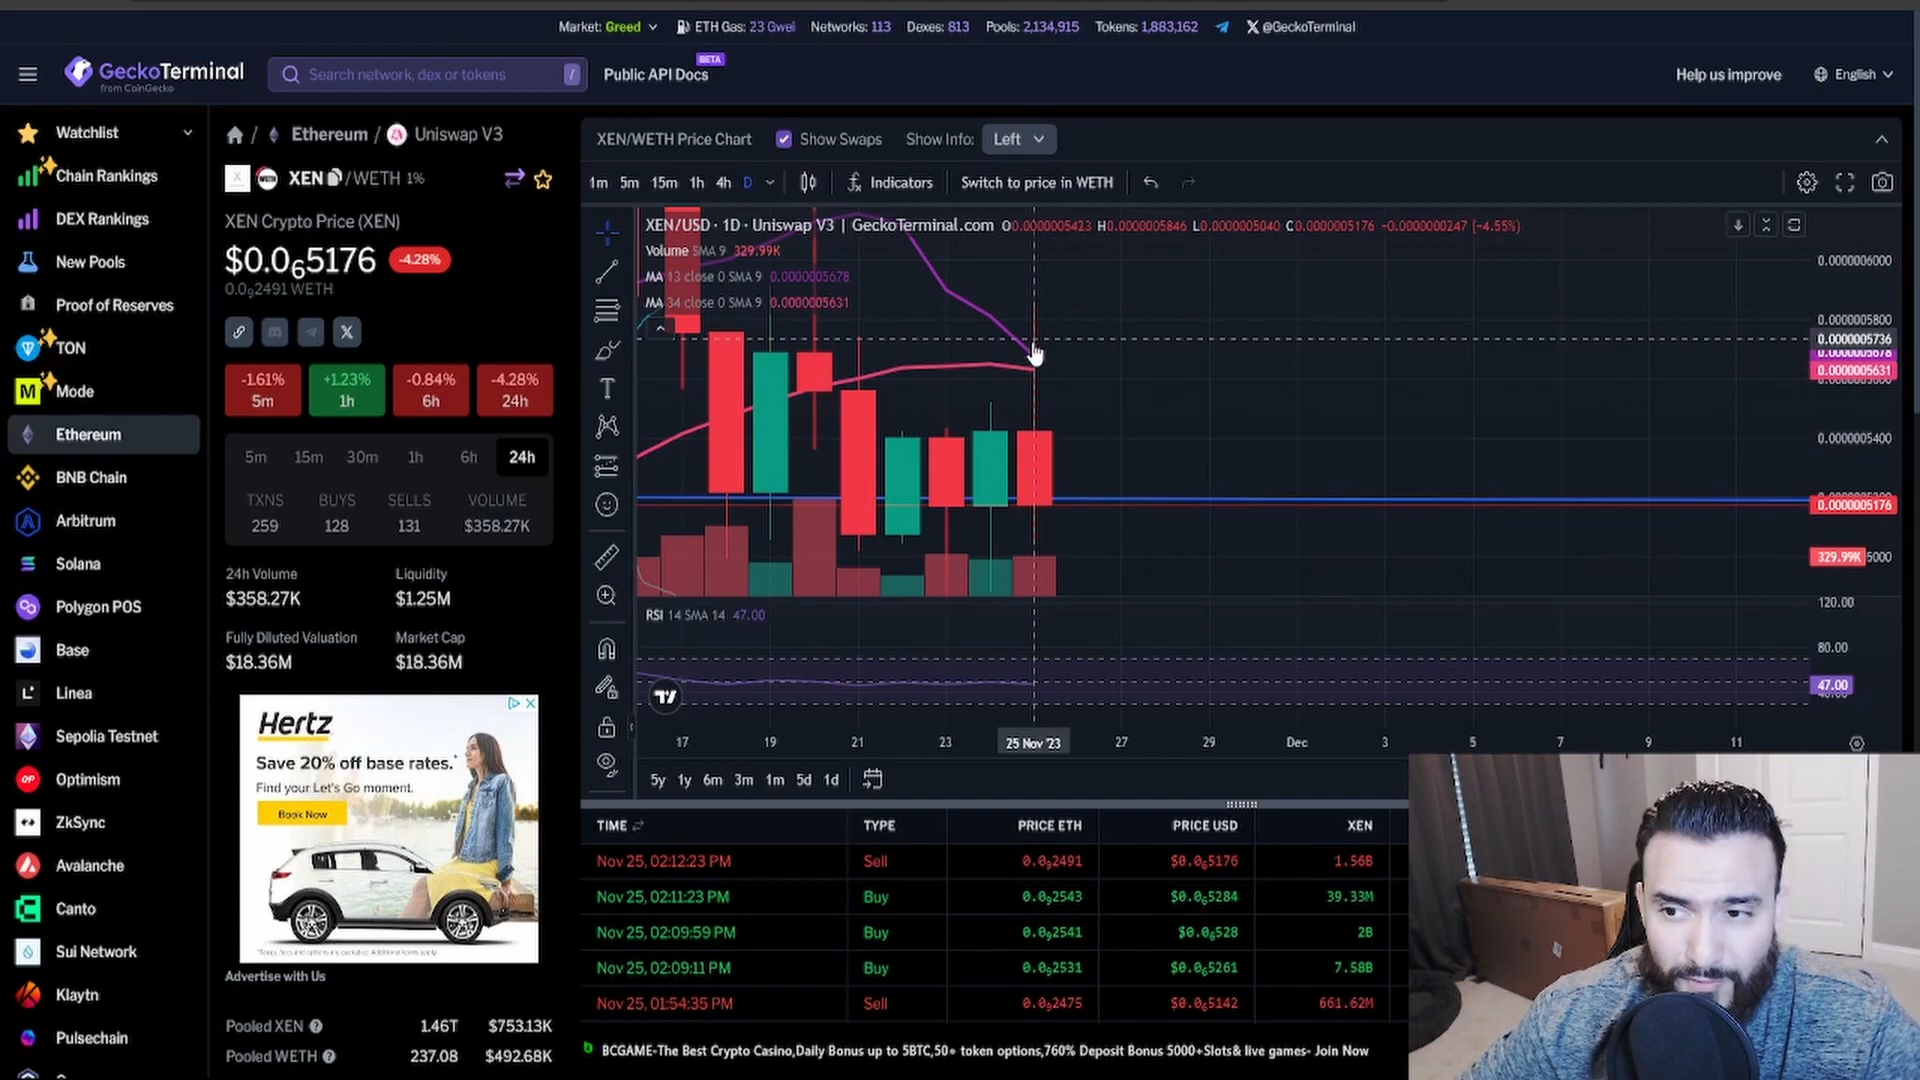 Market: Greed ETH Gas: 23 Gwei Networks: 113 Dexes: 813 Pools: 2,134,915 Tokens: 1,883,162 @GeckoTerminal
GeckoTerminal
from CoinGecko
Search network, dex or tokens /
Public API Docs
BETA
Help us improve
English
Watchlist
Chain Rankings
DEX Rankings
New Pools
Proof of Reserves
TON
Mode
Ethereum
BNB Chain
Arbitrum
Solana
Polygon POS
Base
Linea
Sepolia Testnet
Optimism
ZkSync
Avalanche
Canto
Sui Network
Klaytn
Pulsechain
/ Ethereum / Uniswap V3
XEN /WETH 1%
XEN Crypto Price (XEN)
$0.0₆5176 -4.28%
0.0₉2491 WETH
-1.61% +1.23% -0.84% -4.28%
5m 1h 6h 24h
5m 15m 30m 1h 6h 24h
TXNS BUYS SELLS VOLUME
259 128 131 $358.27K
24h Volume Liquidity
$358.27K $1.25M
Fully Diluted Valuation Market Cap
$18.36M $18.36M
Hertz
Save 20% off base rates.*
Find your Let's Go moment.
Book Now
Advertise with Us
Pooled XEN 1.46T $753.13K
Pooled WETH 237.08 $492.68K
XEN/WETH Price Chart Show Swaps Show Info: Left
1m 5m 15m 1h 4h D Indicators Switch to price in WETH
XEN/USD · 1D · Uniswap V3 | GeckoTerminal.com O0.0000005423 H0.0000005846 L0.0000005040 C0.0000005176 -0.0000000247 (-4.55%)
Volume SMA 9 329.99K
MA 13 close 0 SMA 9 0.0000005678
MA 34 close 0 SMA 9 0.0000005631
0.0000006000
0.0000005800
0.0000005736
0.0000005678
0.0000005631
0.0000005400
0.0000005176
329.99K 5000
RSI 14 SMA 14 47.00
120.00
80.00
47.00
17 19 21 23 25 Nov '23 27 29 Dec 3 5 7 9 11
5y 1y 6m 3m 1m 5d 1d
TIME TYPE PRICE ETH PRICE USD XEN
Nov 25, 02:12:23 PM Sell 0.0₉2491 $0.0₆5176 1.56B
Nov 25, 02:11:23 PM Buy 0.0₉2543 $0.0₆5284 39.33M
Nov 25, 02:09:59 PM Buy 0.0₉2541 $0.0₆528 2B
Nov 25, 02:09:11 PM Buy 0.0₉2531 $0.0₆5261 7.58B
Nov 25, 01:54:35 PM Sell 0.0₉2475 $0.0₆5142 661.62M
BCGAME-The Best Crypto Casino,Daily Bonus up to 5BTC,50+ token options,760% Deposit Bonus 5000+Slots& live games- Join Now